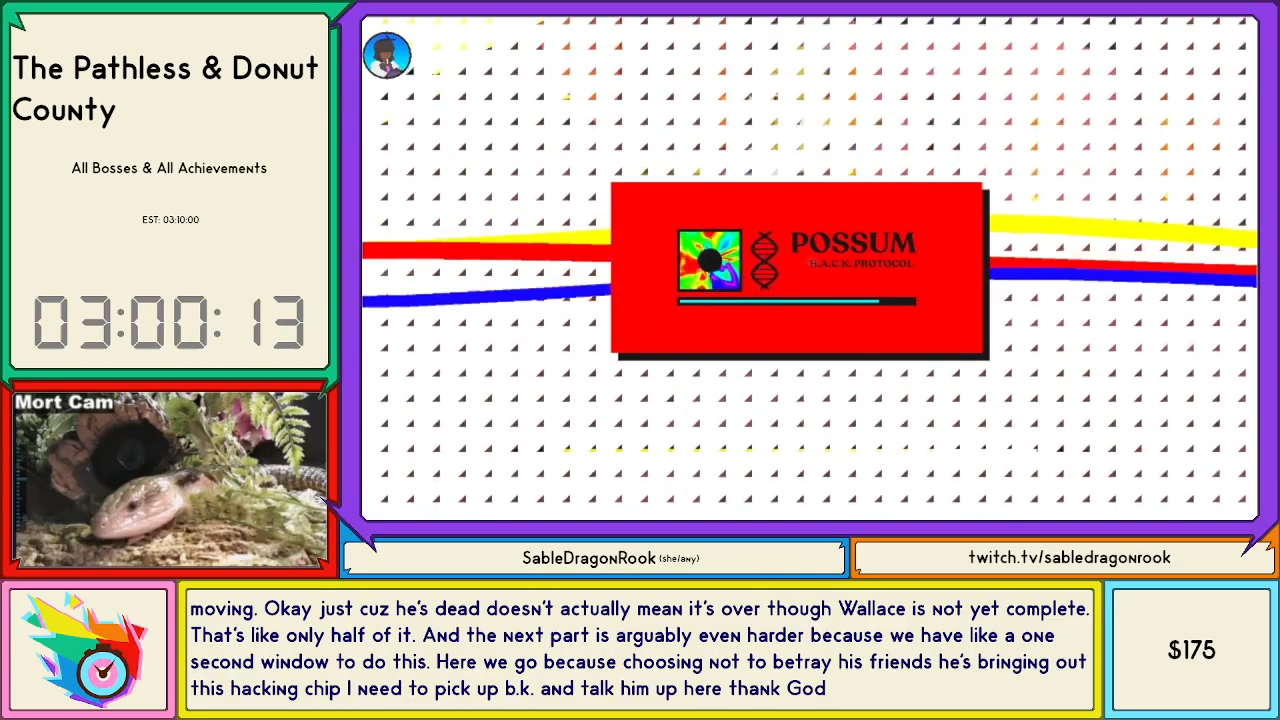 The Pathless & Donut
County
All Bosses & All Achievements
EST: 03:10:00
03:00:13
Mort Cam
POSSUM
H.A.C.K. PROTOCOL
SableDragonRook (she/any)
twitch.tv/sabledragonrook
moving. Okay just cuz he's dead doesn't actually mean it's over though Wallace is not yet complete.
That's like only half of it. And the next part is arguably even harder because we have like a one
second window to do this. Here we go because choosing not to betray his friends he's bringing out
this hacking chip I need to pick up b.k. and talk him up here thank God
$175